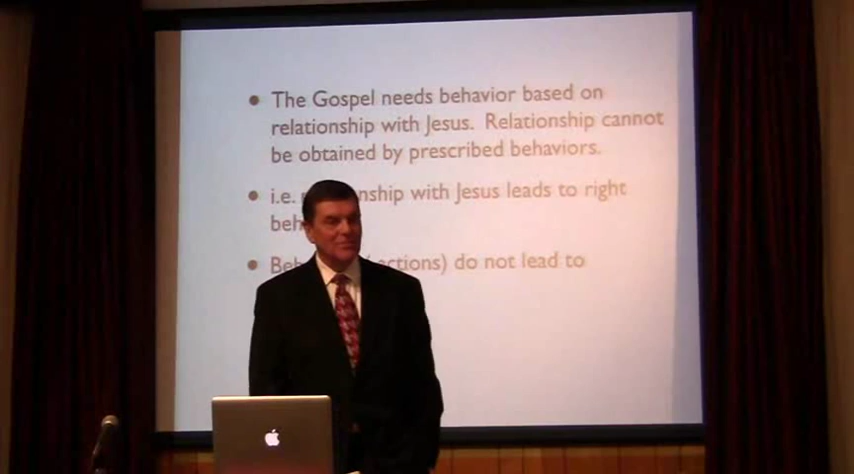 • The Gospel needs behavior based on
relationship with Jesus. Relationship cannot
be obtained by prescribed behaviors.
• i.e. nship with Jesus leads to right
beh
• Beh ctions) do not lead to